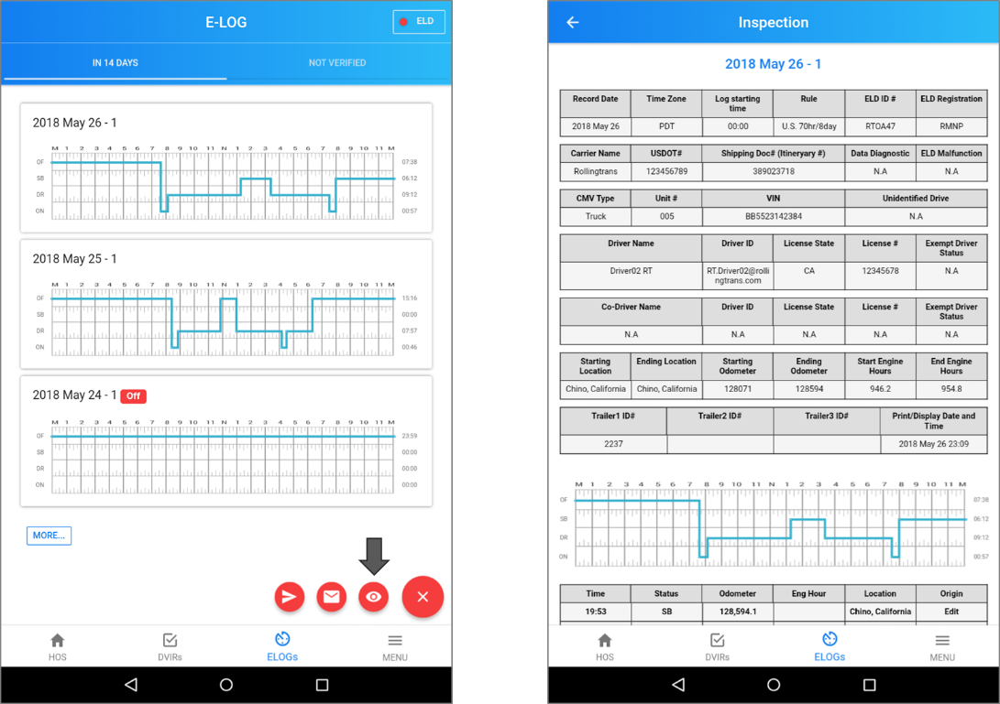 E-LOG
ELD
IN 14 DAYS
NOT VERIFIED
2018 May 26 - 1
M 1 2 3 4 5 6 7 8 9 10 11 N 1 2 3 4 5 6 7 8 9 10 11 M
OF 07:38
SB 06:12
DR 09:12
ON 00:57
2018 May 25 - 1
M 1 2 3 4 5 6 7 8 9 10 11 N 1 2 3 4 5 6 7 8 9 10 11 M
OF 15:16
SB 00:00
DR 07:57
ON 00:46
2018 May 24 - 1 Off
M 1 2 3 4 5 6 7 8 9 10 11 N 1 2 3 4 5 6 7 8 9 10 11 M
OF 23:59
SB 00:00
DR 00:00
ON 00:00
MORE...
HOS DVIRs ELOGs MENU
Inspection
2018 May 26 - 1
Record Date Time Zone Log starting time Rule ELD ID # ELD Registration
2018 May 26 PDT 00:00 U.S. 70hr/8day RTOA47 RMNP
Carrier Name USDOT# Shipping Doc# (Itineryary #) Data Diagnostic ELD Malfunction
Rollingtrans 123456789 389023718 N.A N.A
CMV Type Unit # VIN Unidentified Drive
Truck 005 BB5523142384 N.A
Driver Name Driver ID License State License # Exempt Driver Status
Driver02 RT RT.Driver02@rollingtrans.com CA 12345678 N.A
Co-Driver Name Driver ID License State License # Exempt Driver Status
N.A N.A N.A N.A N.A
Starting Location Ending Location Starting Odometer Ending Odometer Start Engine Hours End Engine Hours
Chino, California Chino, California 128071 128594 946.2 954.8
Trailer1 ID# Trailer2 ID# Trailer3 ID# Print/Display Date and Time
2237 2018 May 26 23:09
M 1 2 3 4 5 6 7 8 9 10 11 N 1 2 3 4 5 6 7 8 9 10 11 M
OF 07:38
SB 06:12
DR 09:12
ON 00:57
Time Status Odometer Eng Hour Location Origin
19:53 SB 128,594.1 Chino, California Edit
HOS DVIRs ELOGs MENU